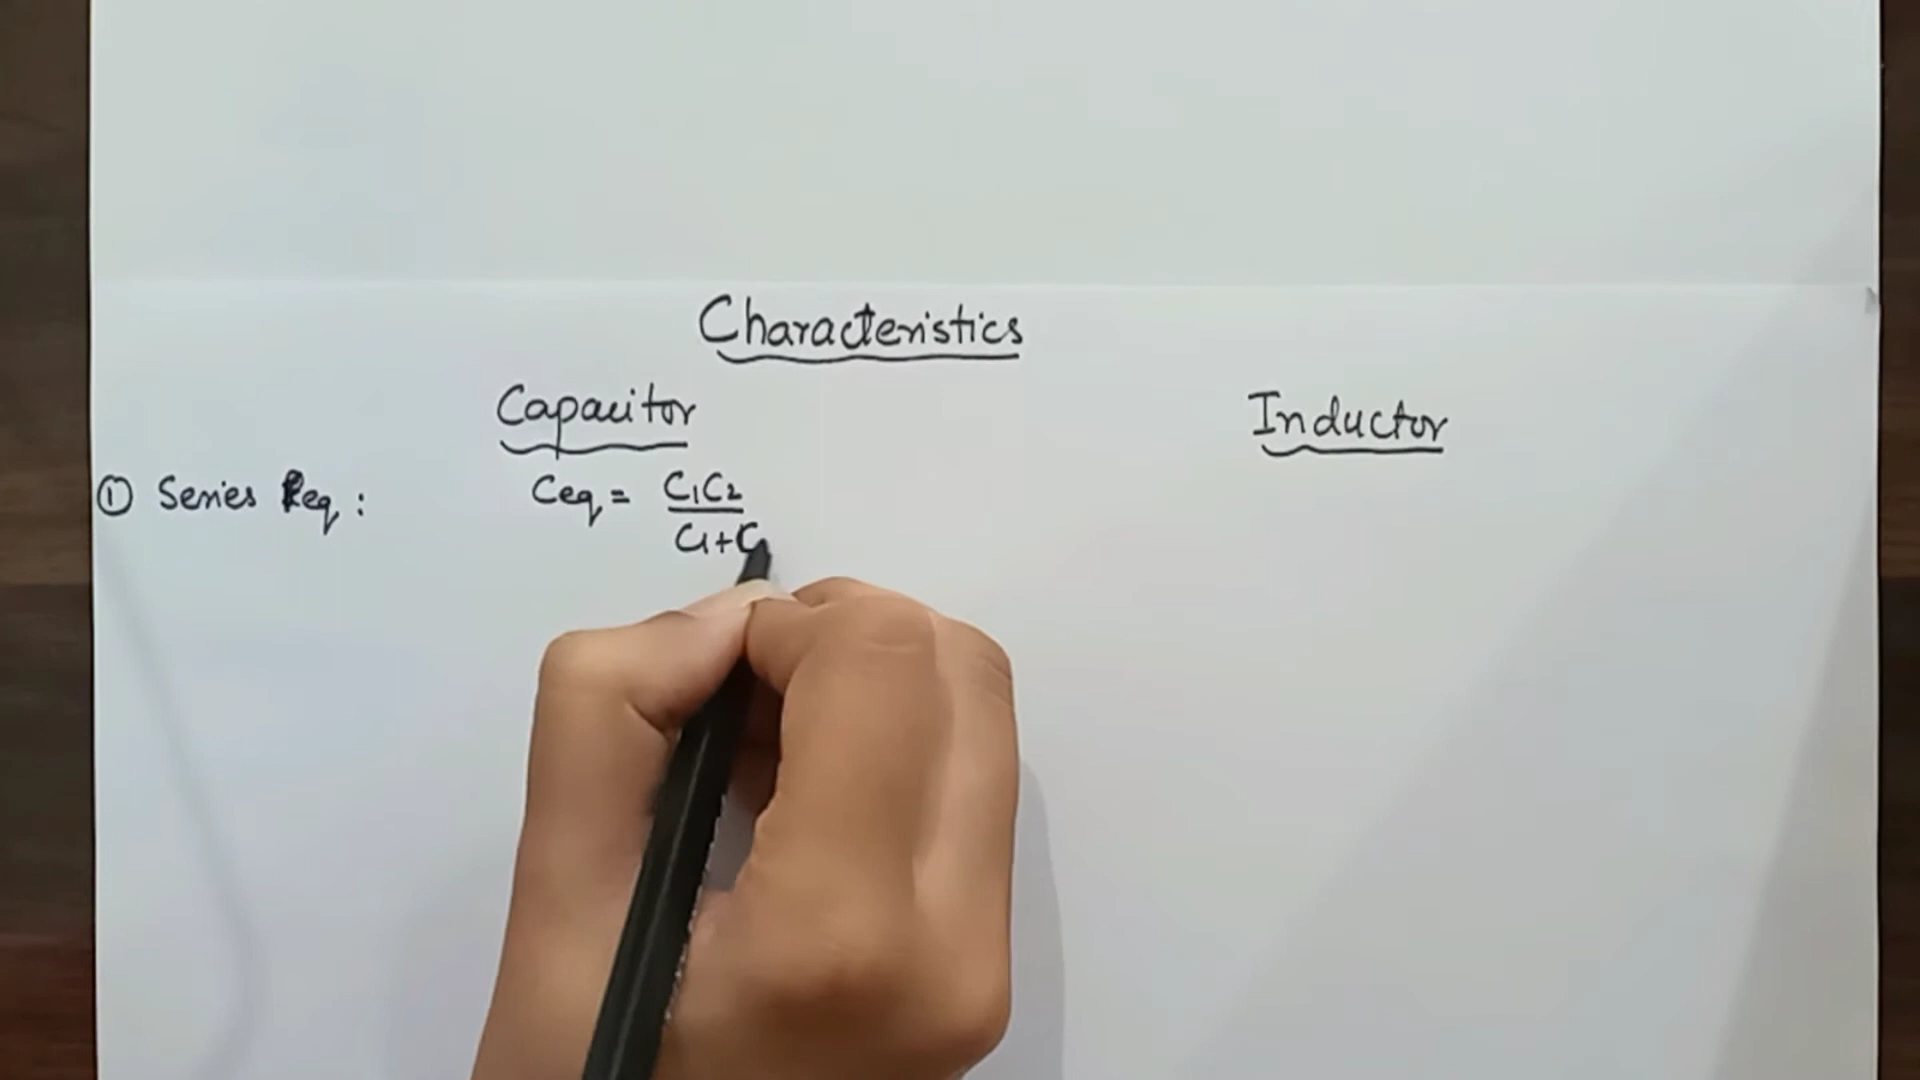 Characteristics
Capacitor Inductor
① Series Req : Ceq = C1C2
C1+C